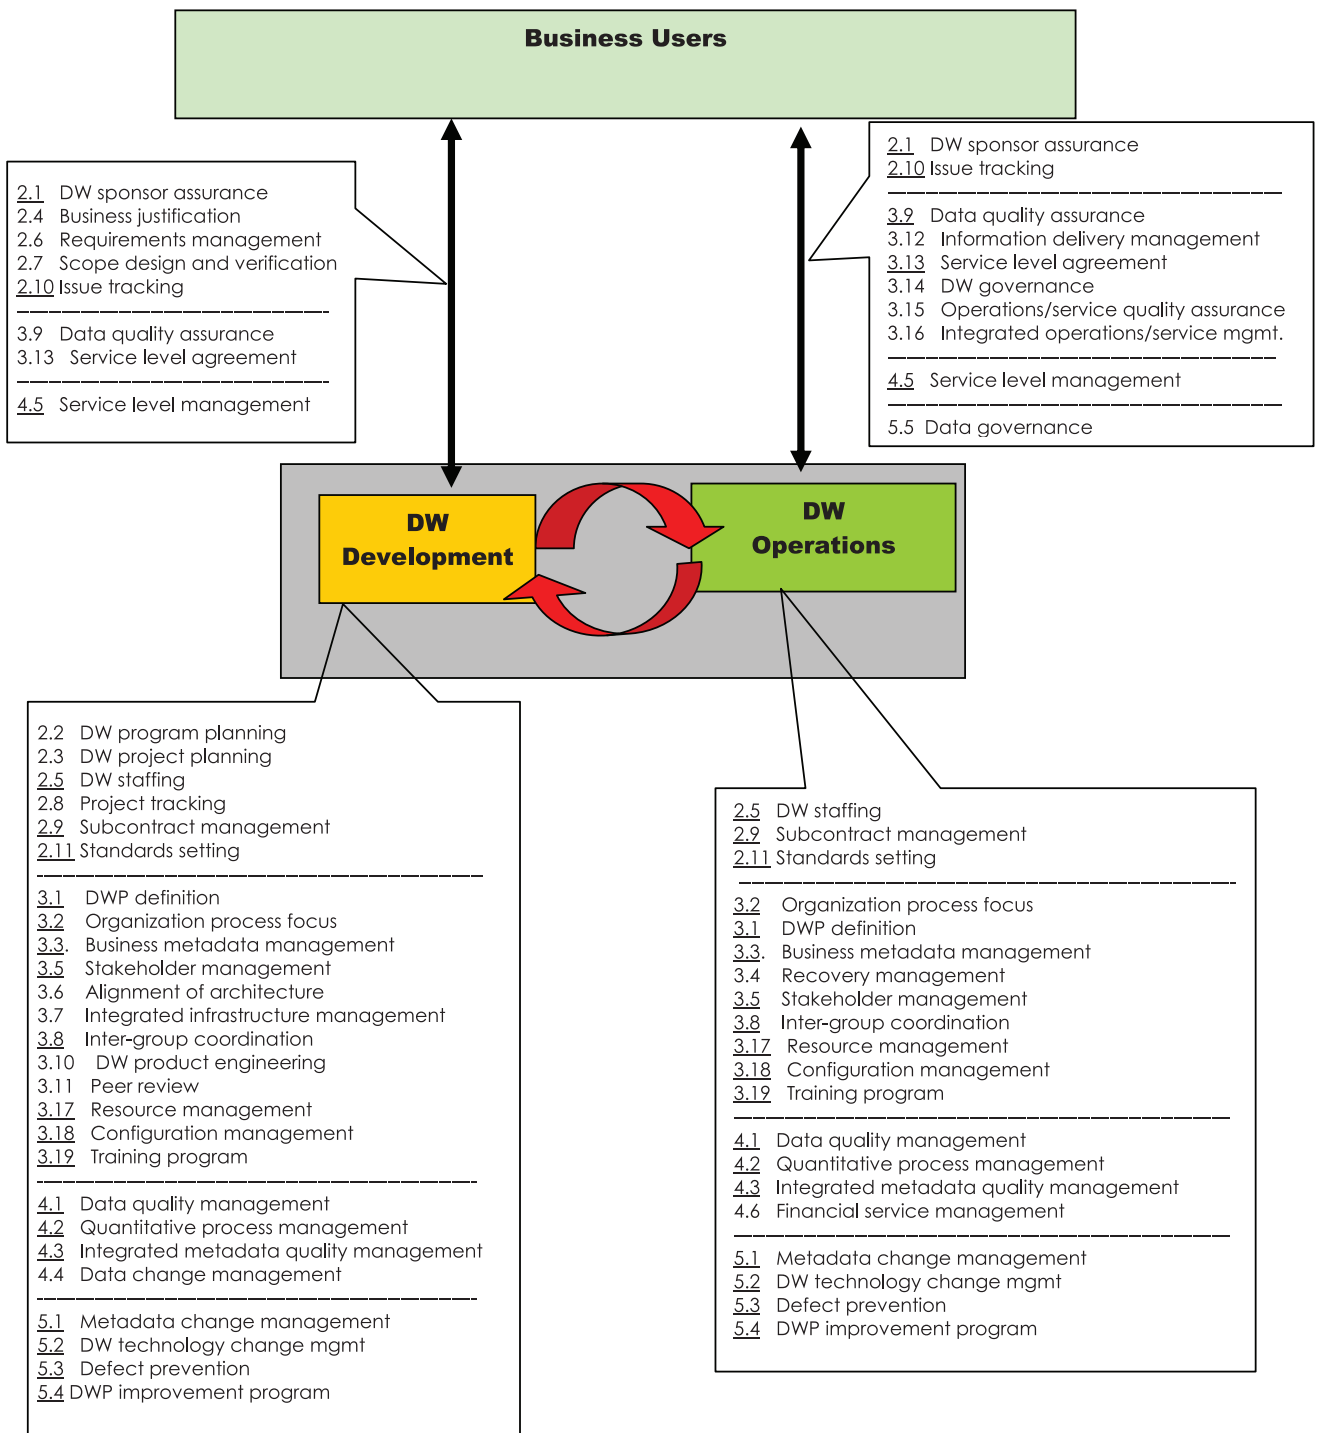 Business Users
2.1 DW sponsor assurance
2.4 Business justification
2.6 Requirements management
2.7 Scope design and verification
2.10 Issue tracking
3.9 Data quality assurance
3.13 Service level agreement
4.5 Service level management
2.1 DW sponsor assurance
2.10 Issue tracking
3.9 Data quality assurance
3.12 Information delivery management
3.13 Service level agreement
3.14 DW governance
3.15 Operations/service quality assurance
3.16 Integrated operations/service mgmt.
4.5 Service level management
5.5 Data governance
DW
Development
DW
Operations
2.2 DW program planning
2.3 DW project planning
2.5 DW staffing
2.8 Project tracking
2.9 Subcontract management
2.11 Standards setting
3.1 DWP definition
3.2 Organization process focus
3.3. Business metadata management
3.5 Stakeholder management
3.6 Alignment of architecture
3.7 Integrated infrastructure management
3.8 Inter-group coordination
3.10 DW product engineering
3.11 Peer review
3.17 Resource management
3.18 Configuration management
3.19 Training program
4.1 Data quality management
4.2 Quantitative process management
4.3 Integrated metadata quality management
4.4 Data change management
5.1 Metadata change management
5.2 DW technology change mgmt
5.3 Defect prevention
5.4 DWP improvement program
2.5 DW staffing
2.9 Subcontract management
2.11 Standards setting
3.2 Organization process focus
3.1 DWP definition
3.3. Business metadata management
3.4 Recovery management
3.5 Stakeholder management
3.8 Inter-group coordination
3.17 Resource management
3.18 Configuration management
3.19 Training program
4.1 Data quality management
4.2 Quantitative process management
4.3 Integrated metadata quality management
4.6 Financial service management
5.1 Metadata change management
5.2 DW technology change mgmt
5.3 Defect prevention
5.4 DWP improvement program